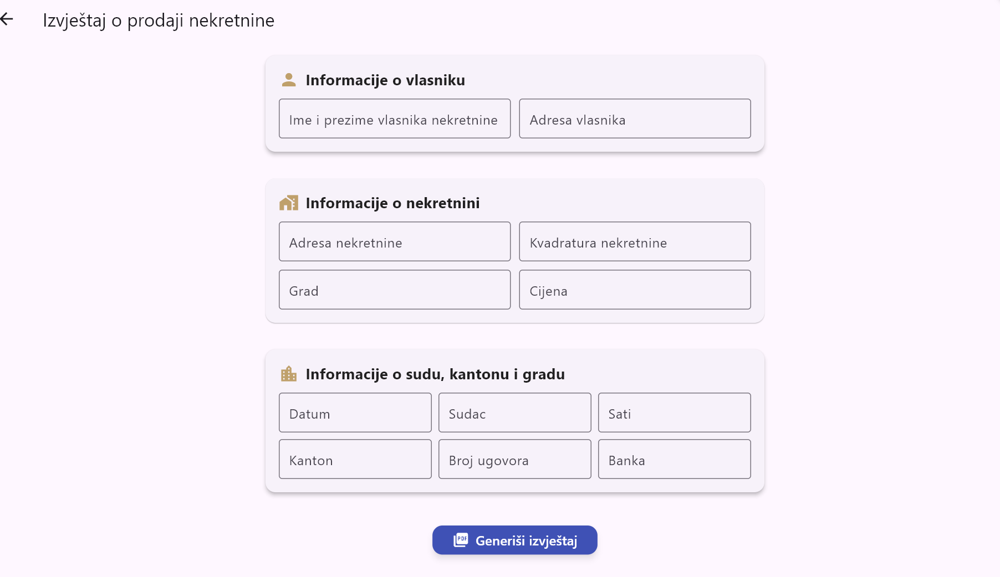 Izvještaj o prodaji nekretnine
Informacije o vlasniku
Ime i prezime vlasnika nekretnine
Adresa vlasnika
Informacije o nekretnini
Adresa nekretnine
Kvadratura nekretnine
Grad
Cijena
Informacije o sudu, kantonu i gradu
Datum
Sudac
Sati
Kanton
Broj ugovora
Banka
PDF
Generiši izvještaj